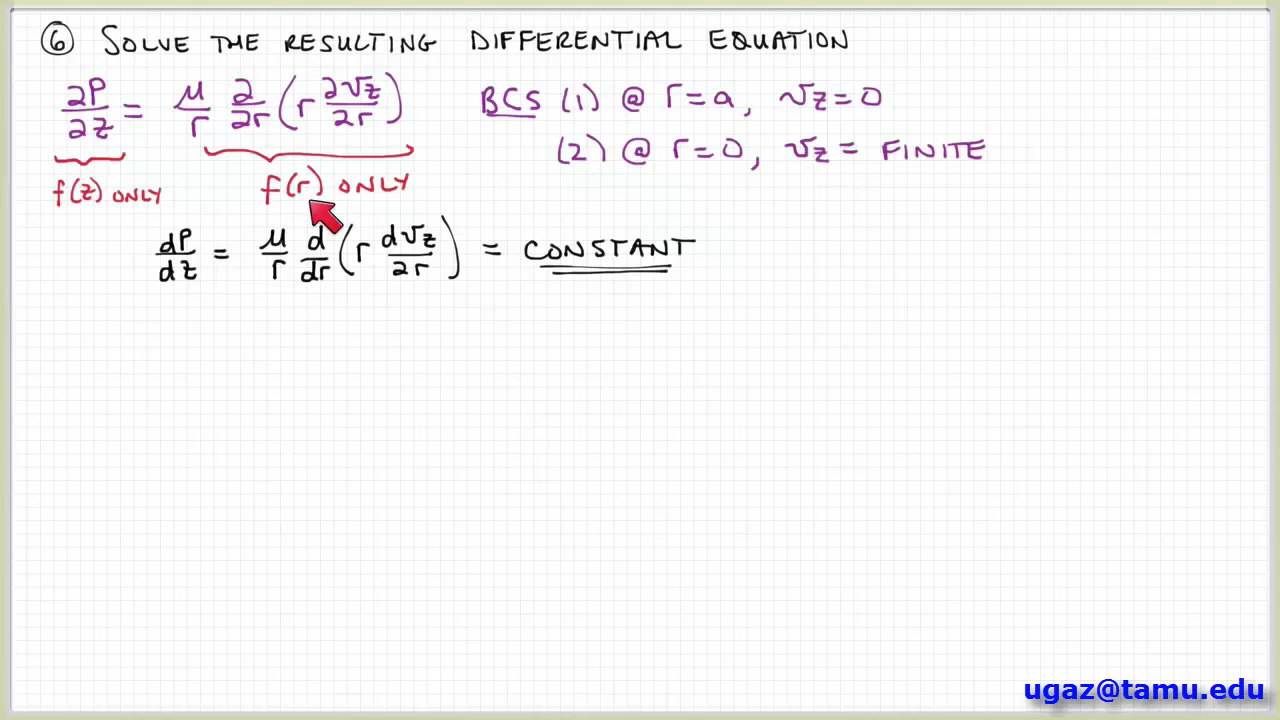 ⑥ SOLVE THE RESULTING DIFFERENTIAL EQUATION
∂P/∂z = μ/r ∂/∂r (r ∂vz/∂r) BCS (1) @ r=a, vz=0
(2) @ r=0, vz = FINITE
f(z) ONLY f(r) ONLY
dP/dz = μ/r d/dr (r dvz/∂r) = CONSTANT
ugaz@tamu.edu